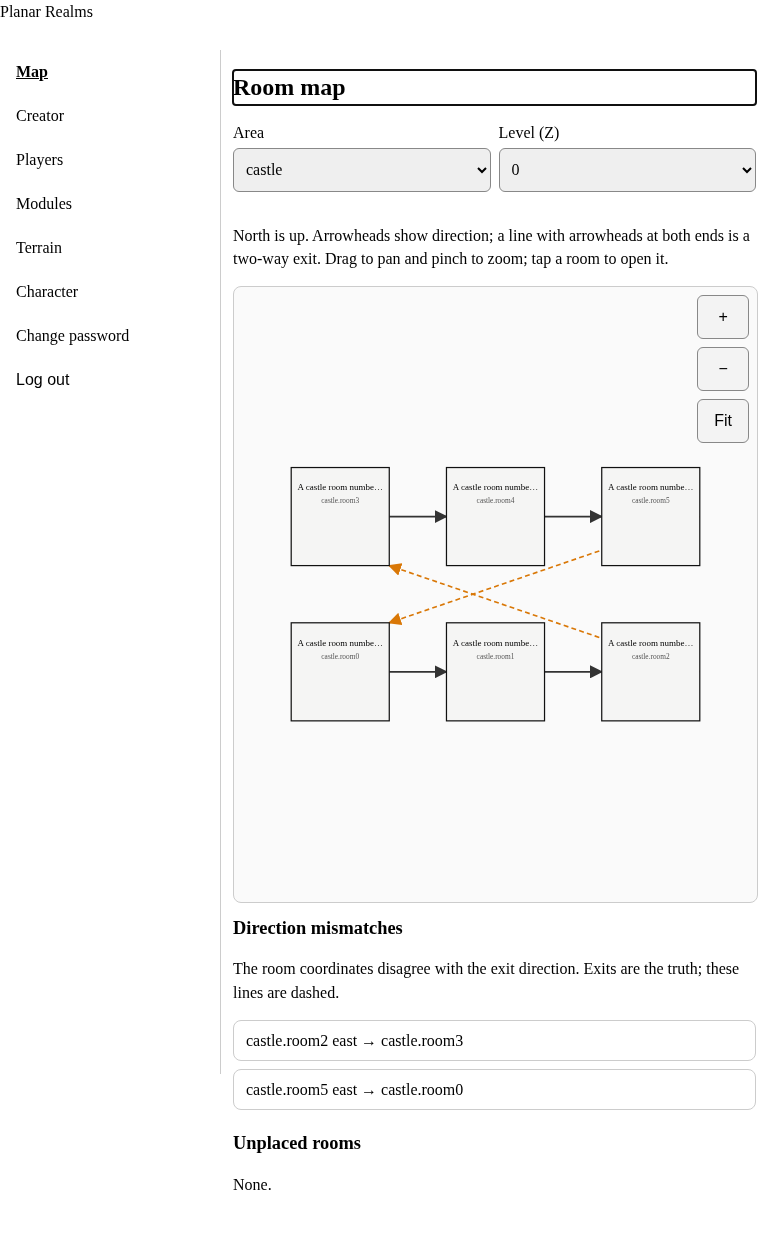 Planar Realms
Map
Creator
Players
Modules
Terrain
Character
Change password
Log out
Room map
Area
Level (Z)
castle
0
North is up. Arrowheads show direction; a line with arrowheads at both ends is a
two-way exit. Drag to pan and pinch to zoom; tap a room to open it.
+
−
Fit
A castle room numbe…
castle.room3
A castle room numbe…
castle.room4
A castle room numbe…
castle.room5
A castle room numbe…
castle.room0
A castle room numbe…
castle.room1
A castle room numbe…
castle.room2
Direction mismatches
The room coordinates disagree with the exit direction. Exits are the truth; these
lines are dashed.
castle.room2 east → castle.room3
castle.room5 east → castle.room0
Unplaced rooms
None.